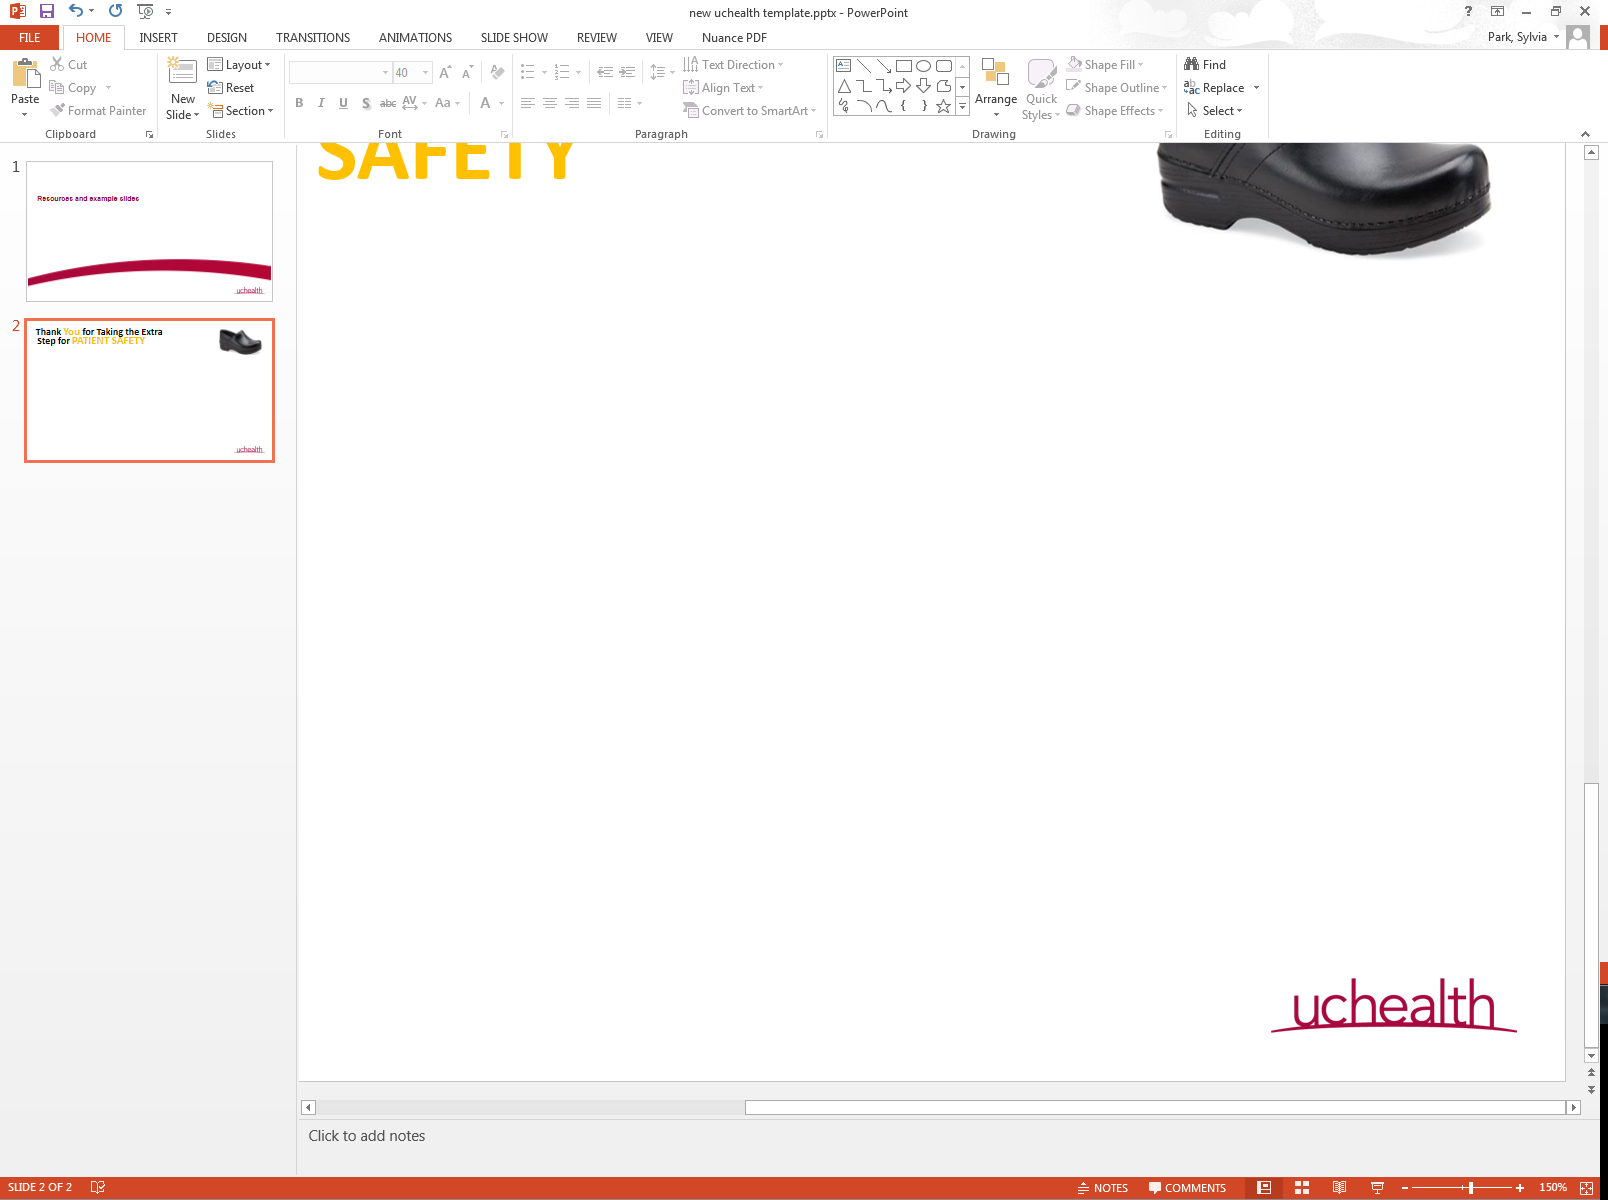 new uchealth template.pptx - PowerPoint
?
FILE HOME INSERT DESIGN TRANSITIONS ANIMATIONS SLIDE SHOW REVIEW VIEW Nuance PDF
Park, Sylvia
Paste
Cut
Copy
Format Painter
Clipboard
New
Slide
Layout
Reset
Section
Slides
40
B I U S abc AV Aa A
Font
Text Direction
Align Text
Convert to SmartArt
Paragraph
Arrange
Quick
Styles
Shape Fill
Shape Outline
Shape Effects
Drawing
Find
Replace
Select
Editing
1
Resources and example slides
uchealth
2
Thank You for Taking the Extra
Step for PATIENT SAFETY
uchealth
SAFETY
uchealth
Click to add notes
SLIDE 2 OF 2
NOTES
COMMENTS
150%